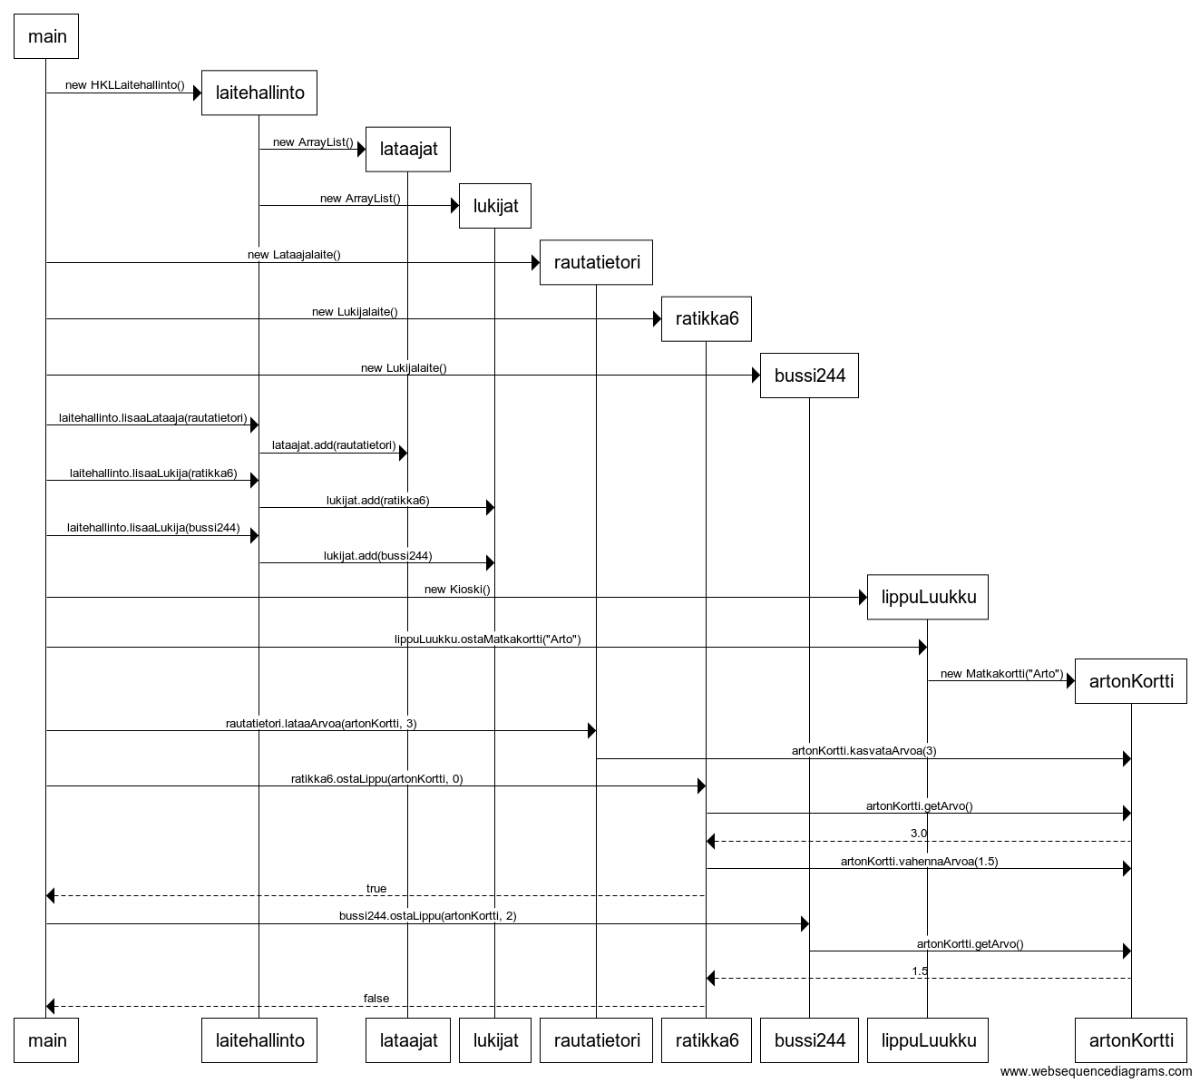 main
new HKLLaitehallinto()
laitehallinto
new ArrayList()
lataajat
new ArrayList()
lukijat
new Lataajalaite()
rautatietori
new Lukijalaite()
ratikka6
new Lukijalaite()
bussi244
laitehallinto.lisaaLataaja(rautatietori)
lataajat.add(rautatietori)
laitehallinto.lisaaLukija(ratikka6)
lukijat.add(ratikka6)
laitehallinto.lisaaLukija(bussi244)
lukijat.add(bussi244)
new Kioski()
lippuLuukku
lippuLuukku.ostaMatkakortti("Arto")
new Matkakortti("Arto")
artonKortti
rautatietori.lataaArvoa(artonKortti, 3)
artonKortti.kasvataArvoa(3)
ratikka6.ostaLippu(artonKortti, 0)
artonKortti.getArvo()
3.0
artonKortti.vahennaArvoa(1.5)
true
bussi244.ostaLippu(artonKortti, 2)
artonKortti.getArvo()
1.5
false
main laitehallinto lataajat lukijat rautatietori ratikka6 bussi244 lippuLuukku artonKortti
www.websequencediagrams.com